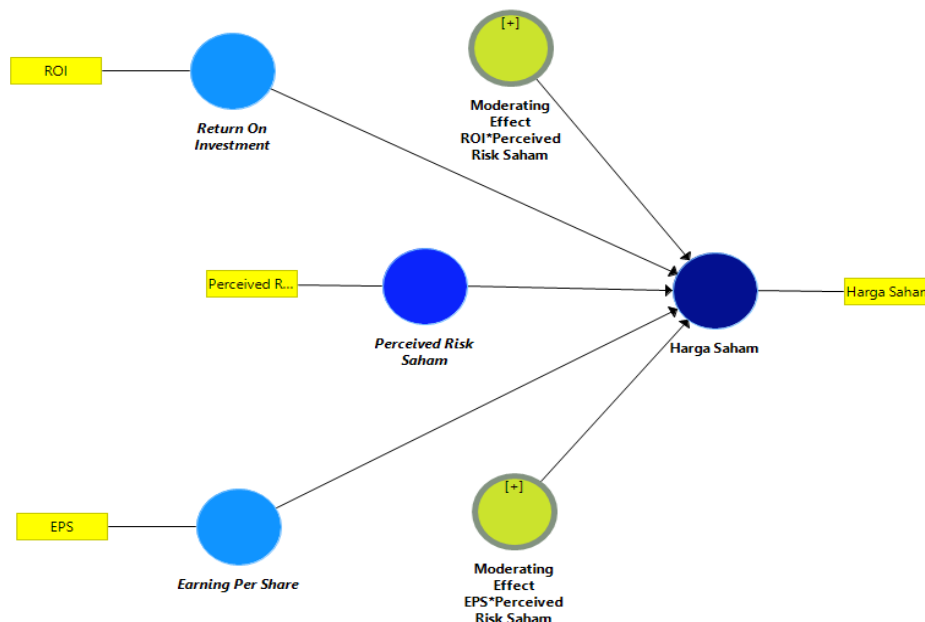 [+]
ROI
Return On
Investment
Moderating
Effect
ROI*Perceived
Risk Saham
Perceived R...
Perceived Risk
Saham
Harga Saham
Harga Saham
EPS
Earning Per Share
[+]
Moderating
Effect
EPS*Perceived
Risk Saham